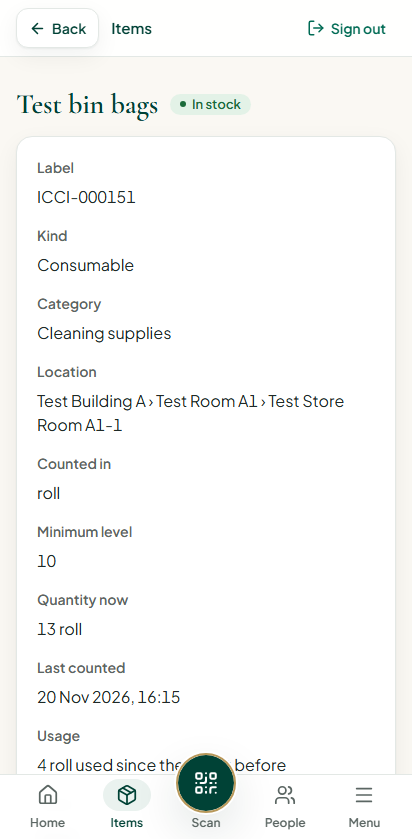 Back Items Sign out
Test bin bags In stock
Label
ICCI-000151
Kind
Consumable
Category
Cleaning supplies
Location
Test Building A › Test Room A1 › Test Store
Room A1-1
Counted in
roll
Minimum level
10
Quantity now
13 roll
Last counted
20 Nov 2026, 16:15
Usage
4 roll used since the before
Home Items Scan People Menu